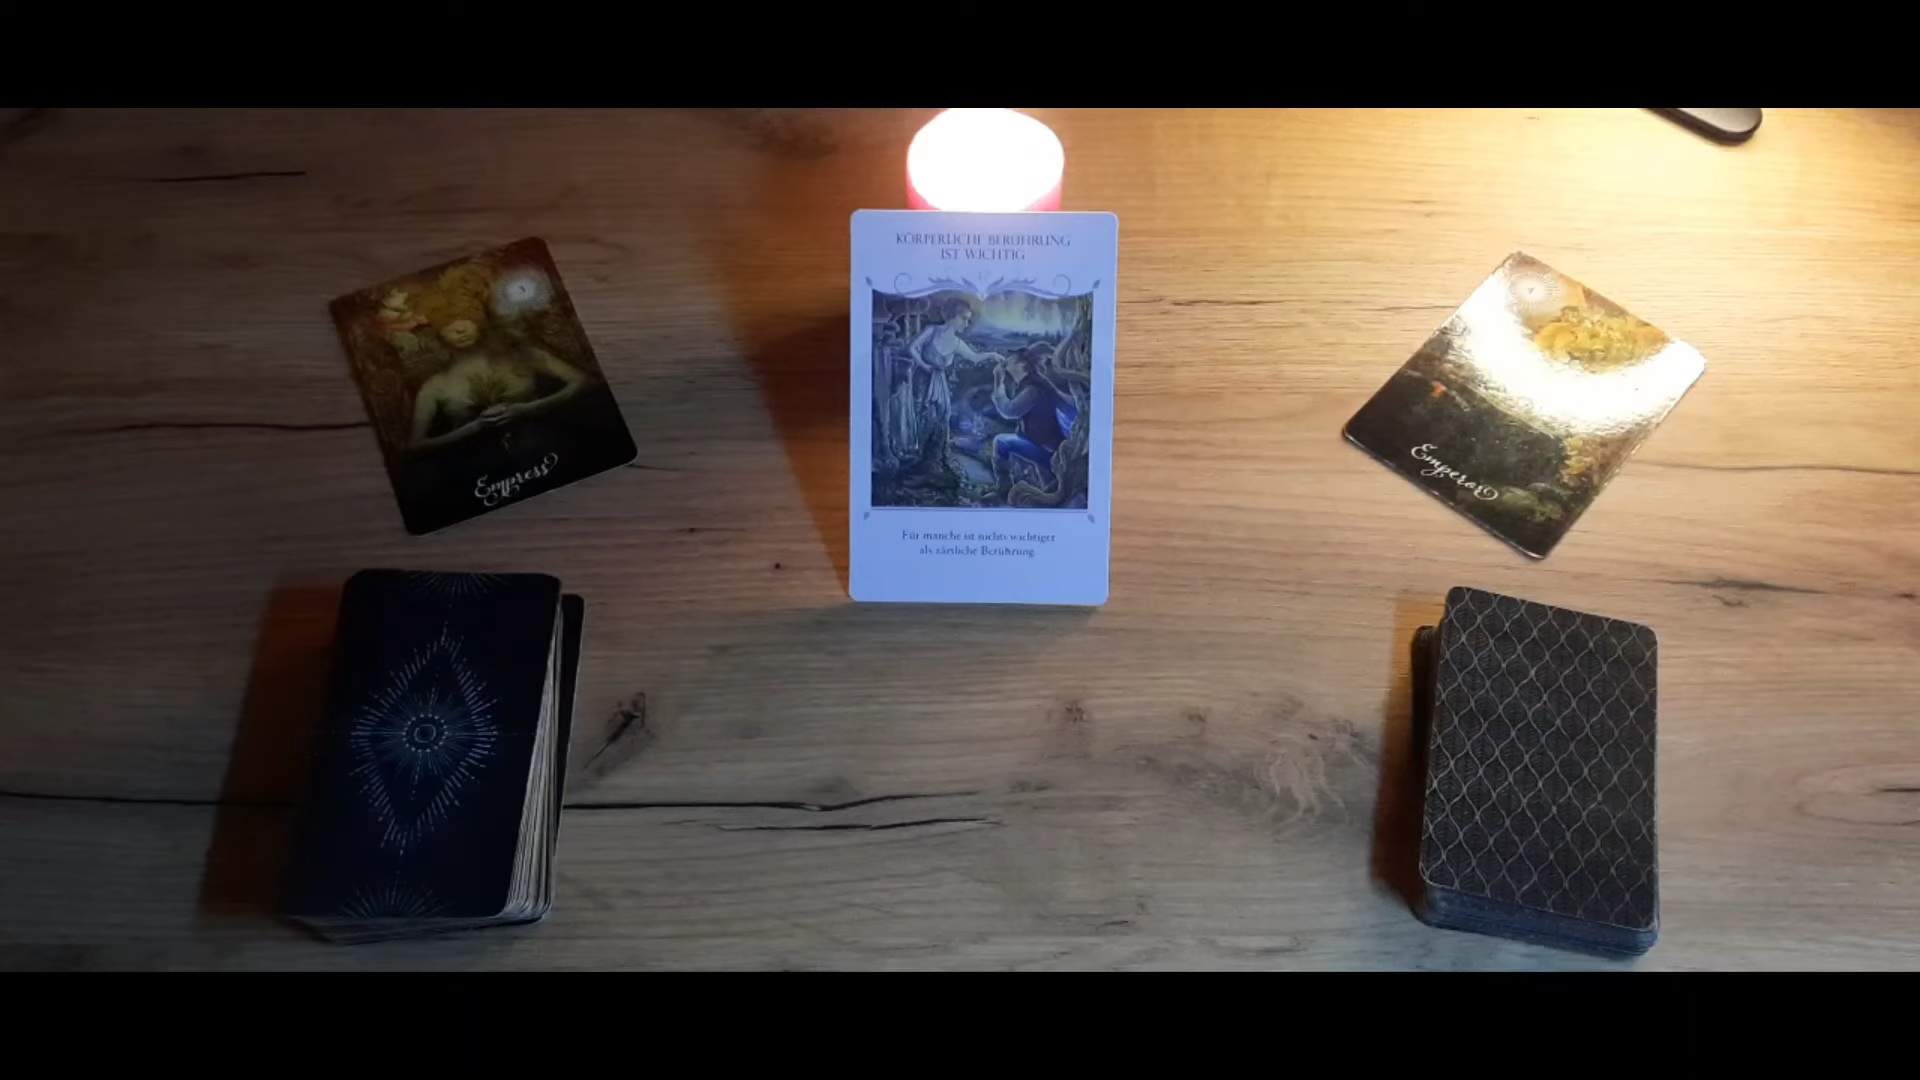 KÖRPERLICHE BERÜHRUNG
IST WICHTIG
Für manche ist nichts wichtiger
als zärtliche Berührung.
Empress
Emperor